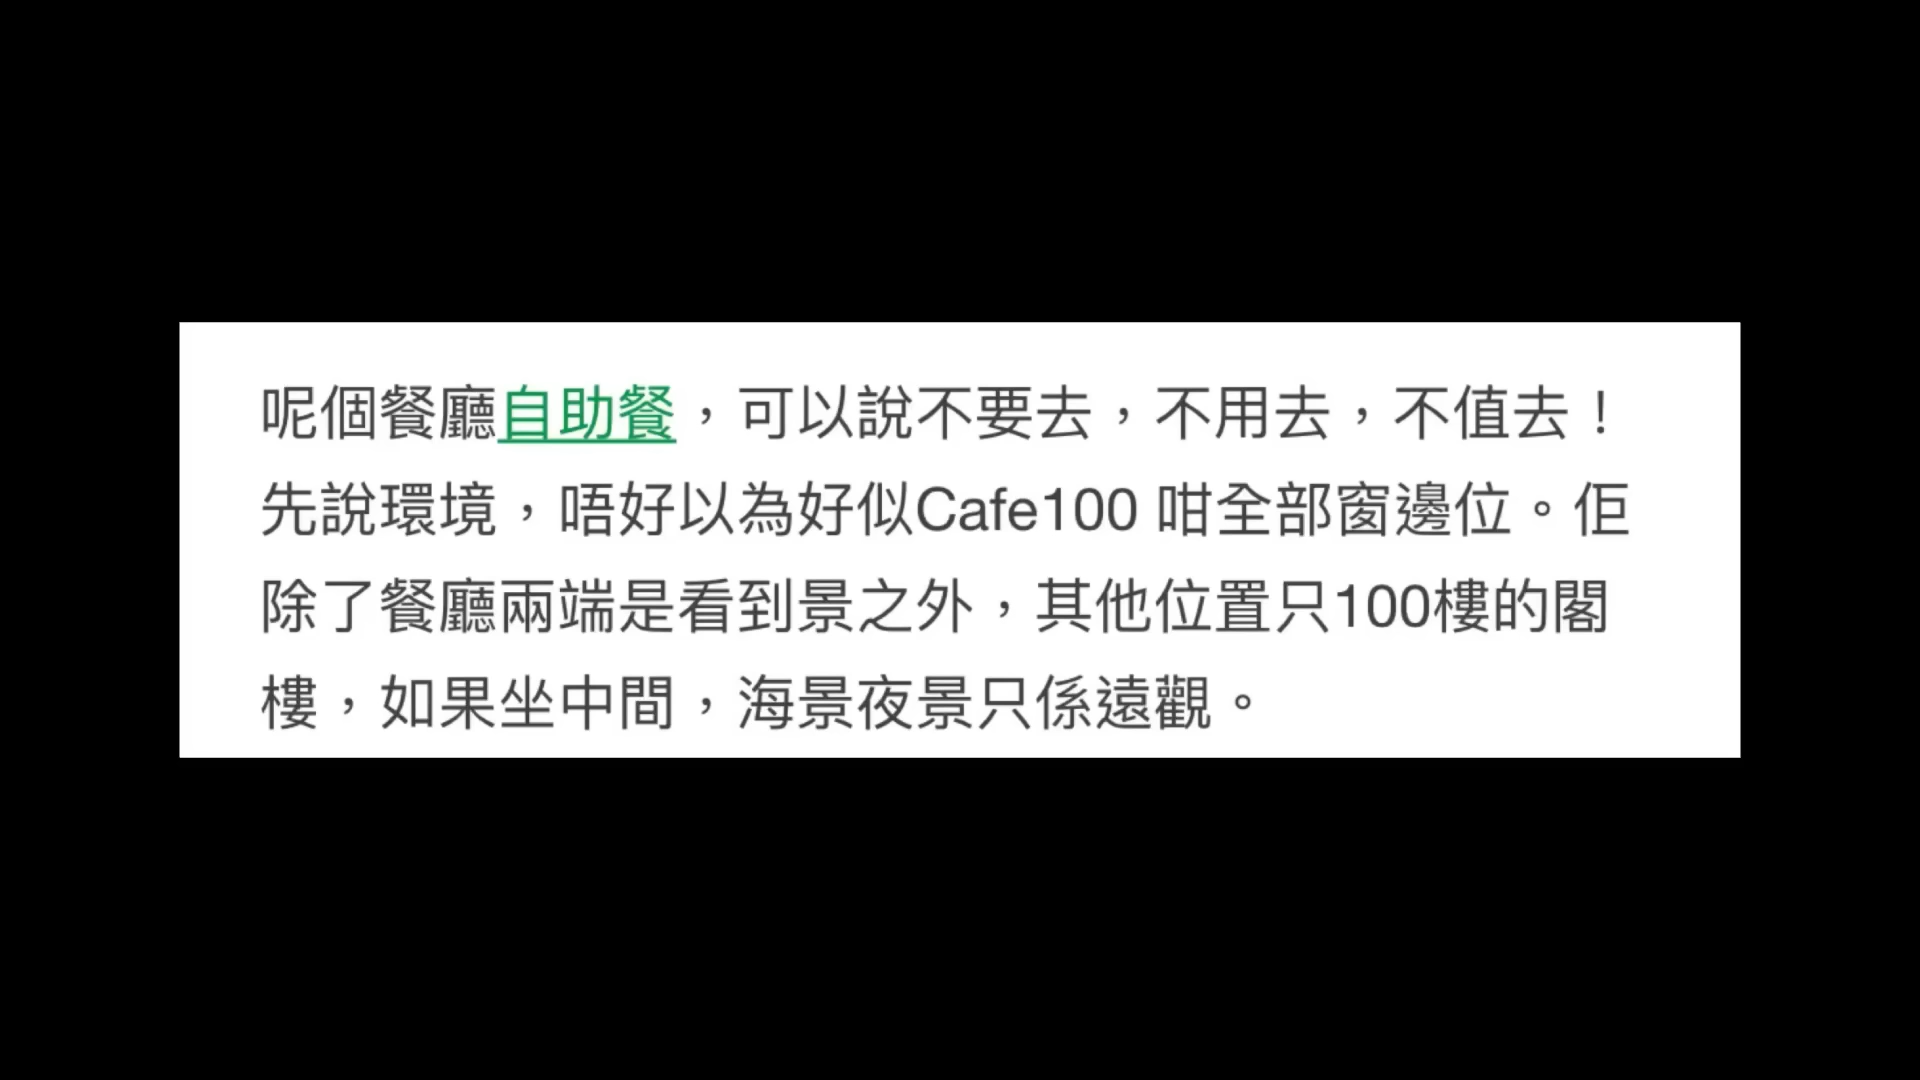 呢個餐廳自助餐，可以說不要去，不用去，不值去！
先說環境，唔好以為好似Cafe100 咁全部窗邊位。佢
除了餐廳兩端是看到景之外，其他位置只100樓的閣
樓，如果坐中間，海景夜景只係遠觀。